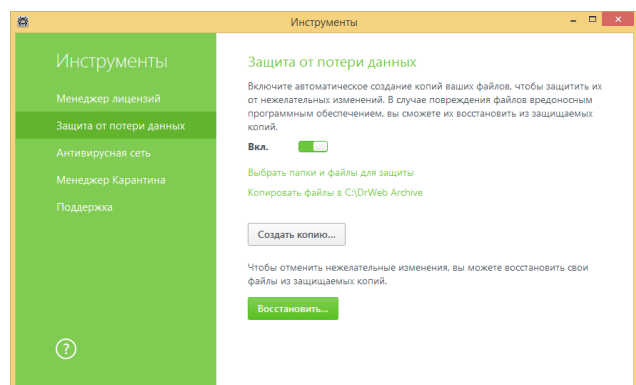 Инструменты
Инструменты
Менеджер лицензий
Защита от потери данных
Антивирусная сеть
Менеджер Карантина
Поддержка
?
Защита от потери данных
Включите автоматическое создание копий ваших файлов, чтобы защитить их
от нежелательных изменений. В случае повреждения файлов вредоносным
программным обеспечением, вы сможете их восстановить из защищаемых
копий.
Вкл.
Выбрать папки и файлы для защиты
Копировать файлы в C:\DrWeb Archive
Создать копию...
Чтобы отменить нежелательные изменения, вы можете восстановить свои
файлы из защищаемых копий.
Восстановить...